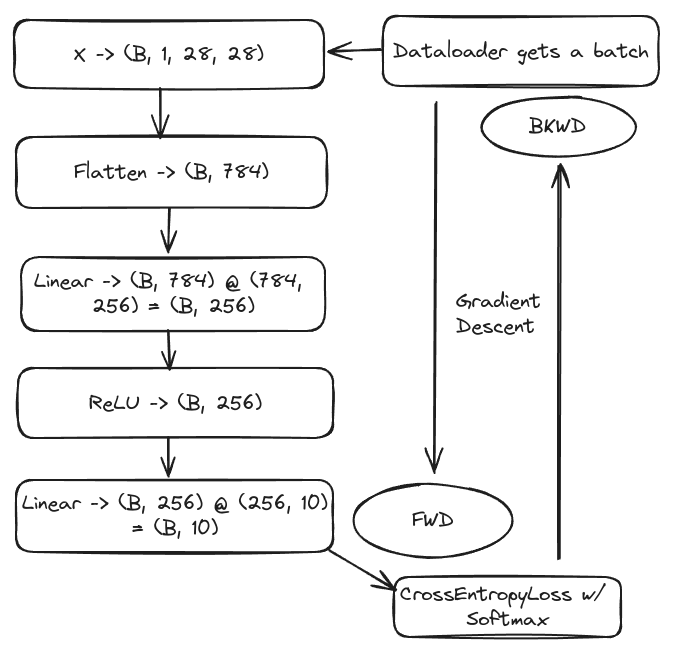 X -> (B, 1, 28, 28)
Dataloader gets a batch
BKWD
Flatten -> (B, 784)
Linear -> (B, 784) @ (784,
256) = (B, 256)
Gradient
Descent
ReLU -> (B, 256)
Linear -> (B, 256) @ (256, 10)
= (B, 10)
FWD
CrossEntropyLoss w/
Softmax